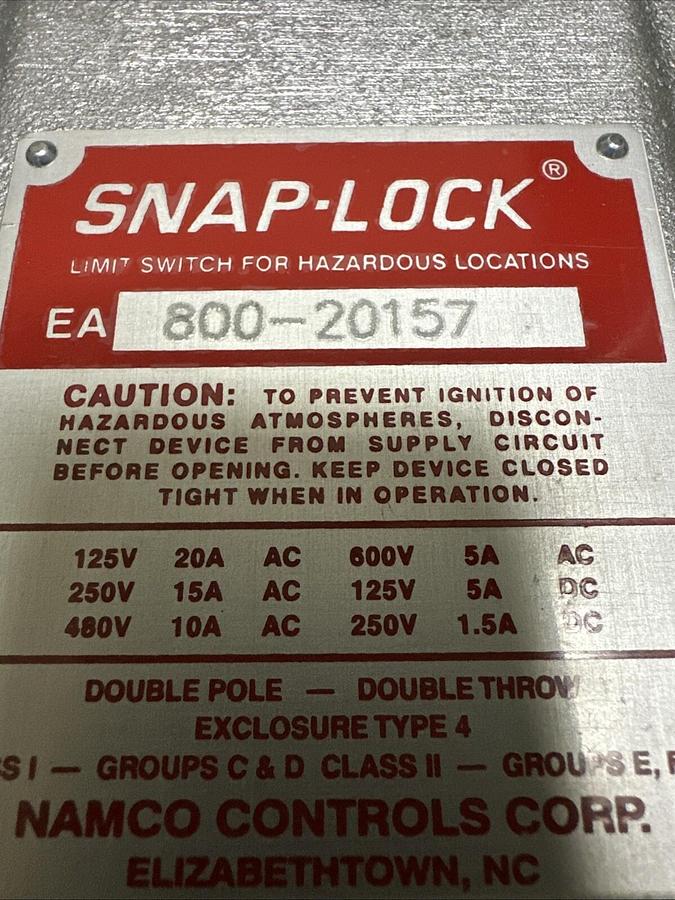 SNAP-LOCK®
LIMIT SWITCH FOR HAZARDOUS LOCATIONS
EA 800-20157
CAUTION: TO PREVENT IGNITION OF
HAZARDOUS ATMOSPHERES, DISCON-
NECT DEVICE FROM SUPPLY CIRCUIT
BEFORE OPENING. KEEP DEVICE CLOSED
TIGHT WHEN IN OPERATION.
125V 20A AC 600V 5A AC
250V 15A AC 125V 5A DC
480V 10A AC 250V 1.5A DC
DOUBLE POLE — DOUBLE THROW
EXCLOSURE TYPE 4
I — GROUPS C & D CLASS II — GROUPS E,
NAMCO CONTROLS CORP.
ELIZABETHTOWN, NC